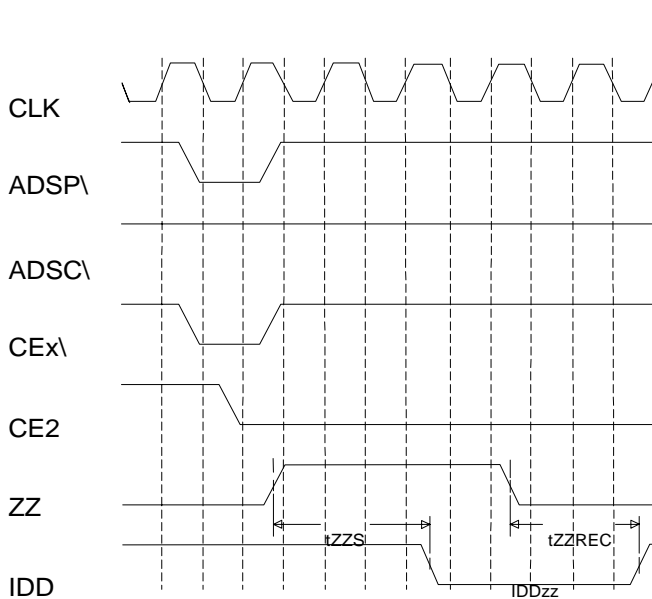 CLK
ADSP\
ADSC\
CEx\
CE2
ZZ
tZZS
tZZREC
IDD
IDDzz